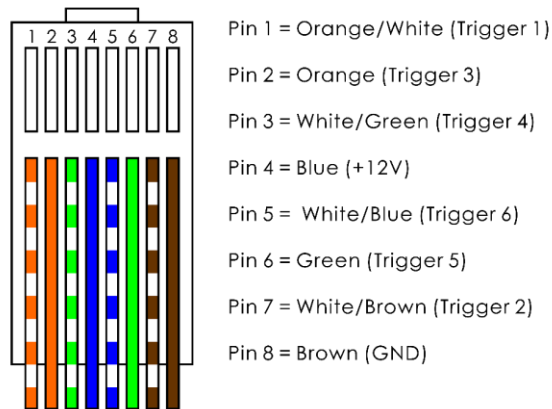 1 2 3 4 5 6 7 8
Pin 1 = Orange/White (Trigger 1)
Pin 2 = Orange (Trigger 3)
Pin 3 = White/Green (Trigger 4)
Pin 4 = Blue (+12V)
Pin 5 = White/Blue (Trigger 6)
Pin 6 = Green (Trigger 5)
Pin 7 = White/Brown (Trigger 2)
Pin 8 = Brown (GND)